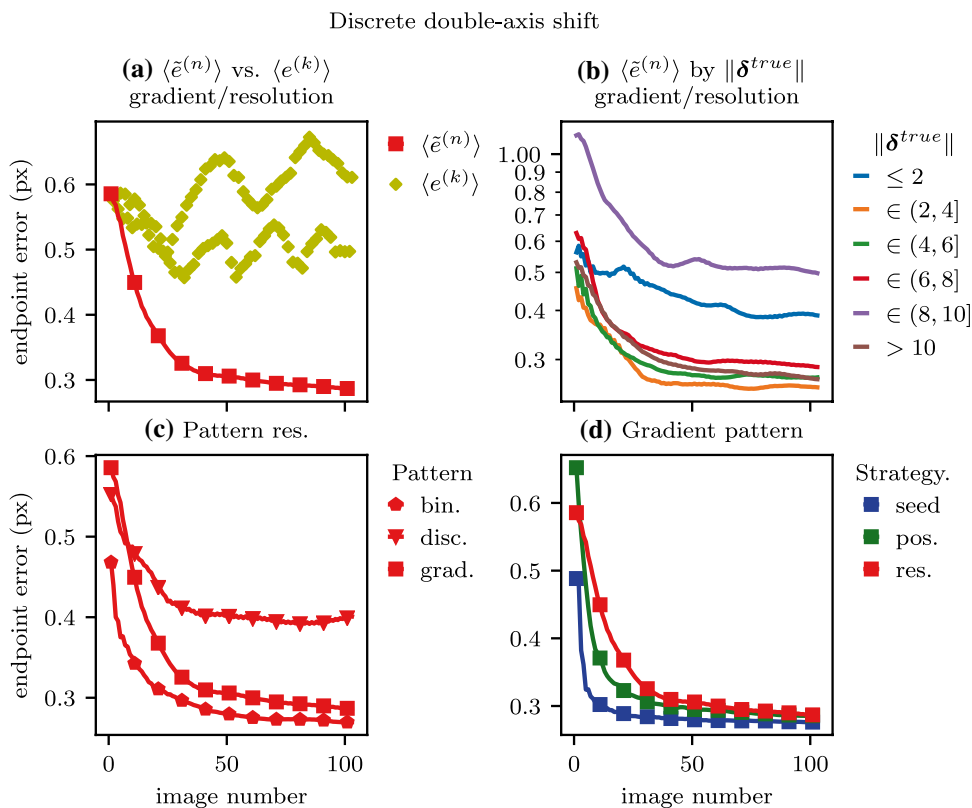 Discrete double-axis shift
(a) ⟨ẽ⁽ⁿ⁾⟩ vs. ⟨e⁽ᵏ⁾⟩
gradient/resolution
0.6
0.5
0.4
0.3
endpoint error (px)
⟨ẽ⁽ⁿ⁾⟩
⟨e⁽ᵏ⁾⟩
(b) ⟨ẽ⁽ⁿ⁾⟩ by ‖δᵗʳᵘᵉ‖
gradient/resolution
1.00
0.9
0.8
0.7
0.6
0.5
0.4
0.3
‖δᵗʳᵘᵉ‖
≤ 2
∈ (2, 4]
∈ (4, 6]
∈ (6, 8]
∈ (8, 10]
> 10
(c) Pattern res.
0.6
0.5
0.4
0.3
endpoint error (px)
0 50 100
image number
Pattern
bin.
disc.
grad.
(d) Gradient pattern
0.6
0.5
0.4
0.3
0 50 100
image number
Strategy.
seed
pos.
res.